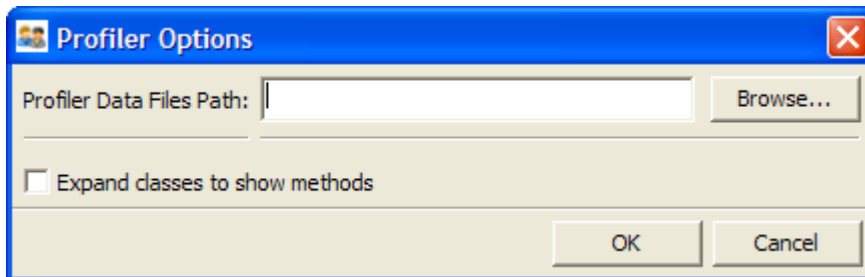 Profiler Options
Profiler Data Files Path: Browse...
Expand classes to show methods
OK Cancel